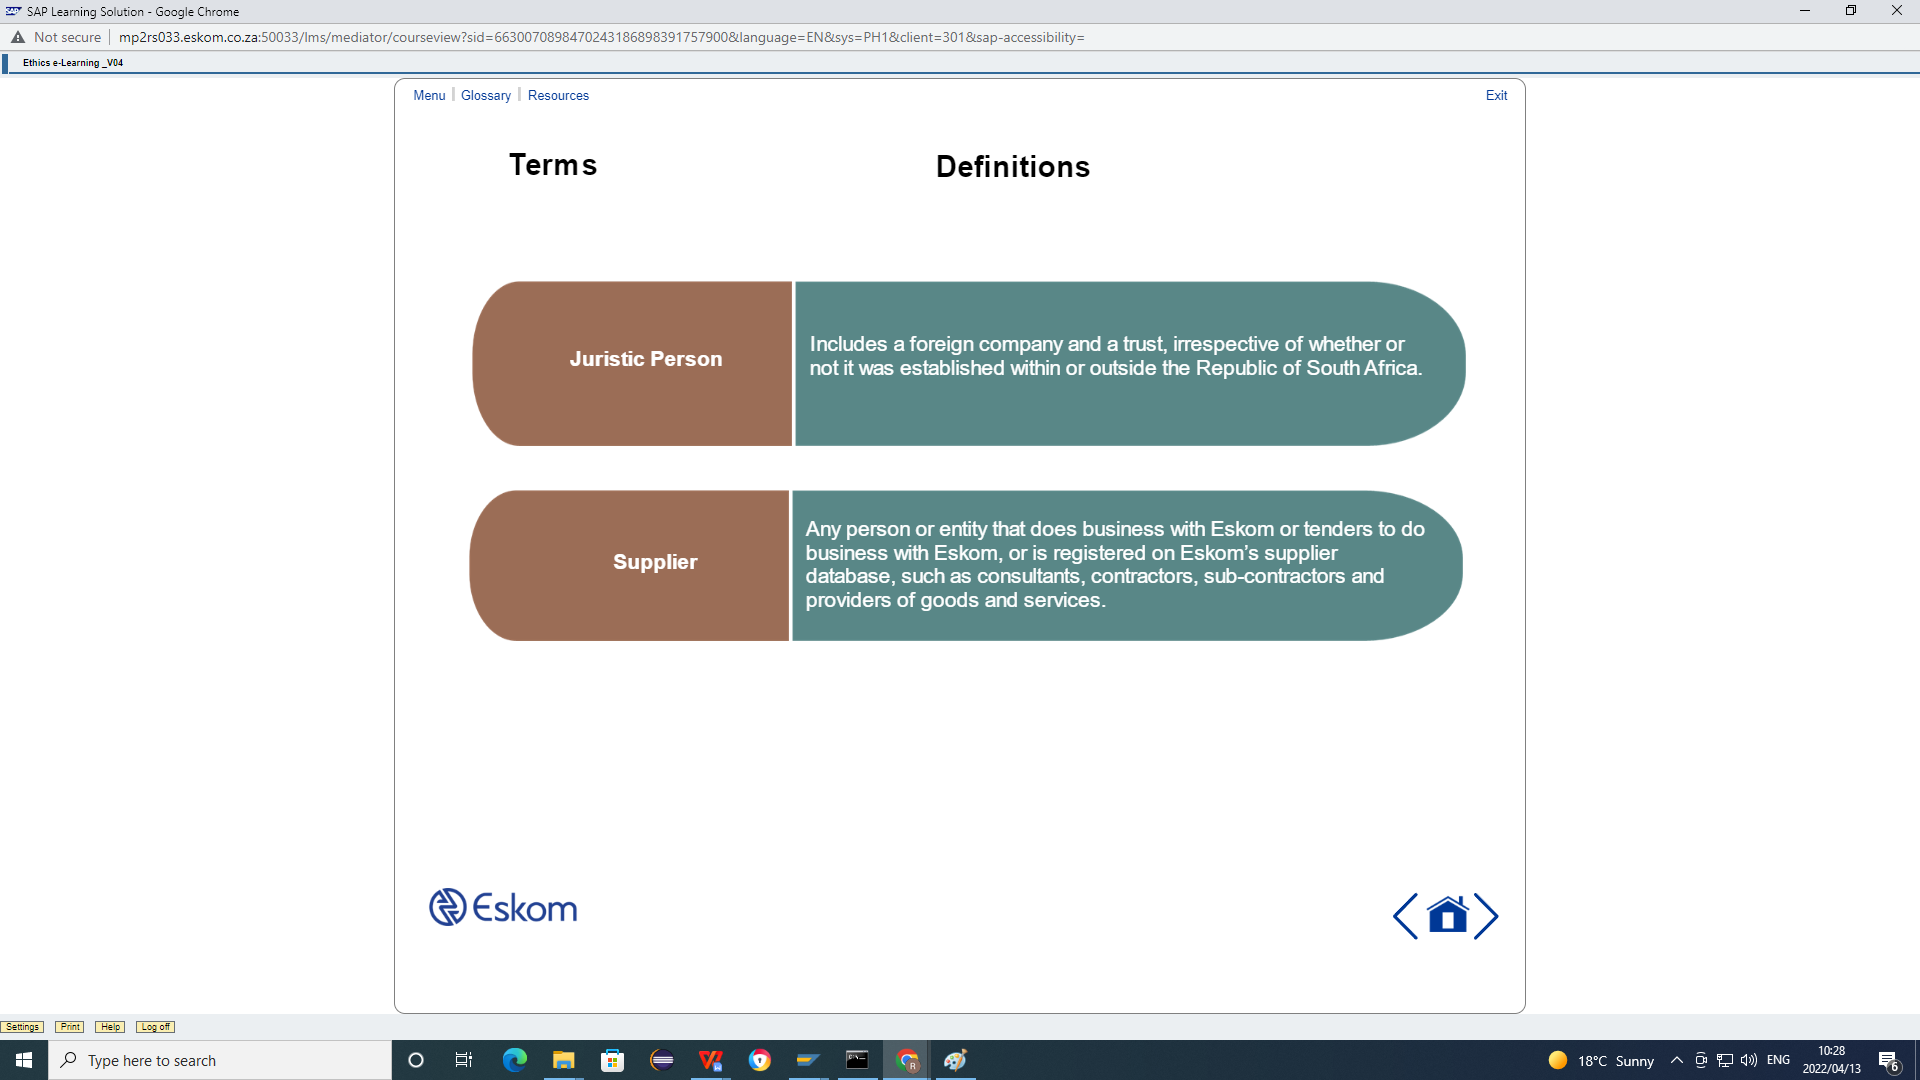 SAP Learning Solution - Google Chrome
Not secure
mp2rs033.eskom.co.za:50033/lms/mediator/courseview?sid=6630070898470243186898391757900&language=EN&sys=PH1&client=301&sap-accessibility=
Ethics e-Learning _V04
Menu | Glossary | Resources
Exit
Terms
Definitions
Juristic Person
Includes a foreign company and a trust, irrespective of whether or
not it was established within or outside the Republic of South Africa.
Supplier
Any person or entity that does business with Eskom or tenders to do
business with Eskom, or is registered on Eskom's supplier
database, such as consultants, contractors, sub-contractors and
providers of goods and services.
Eskom
Settings Print Help Log off
Type here to search
18°C Sunny
ENG
10:28
2022/04/13
6